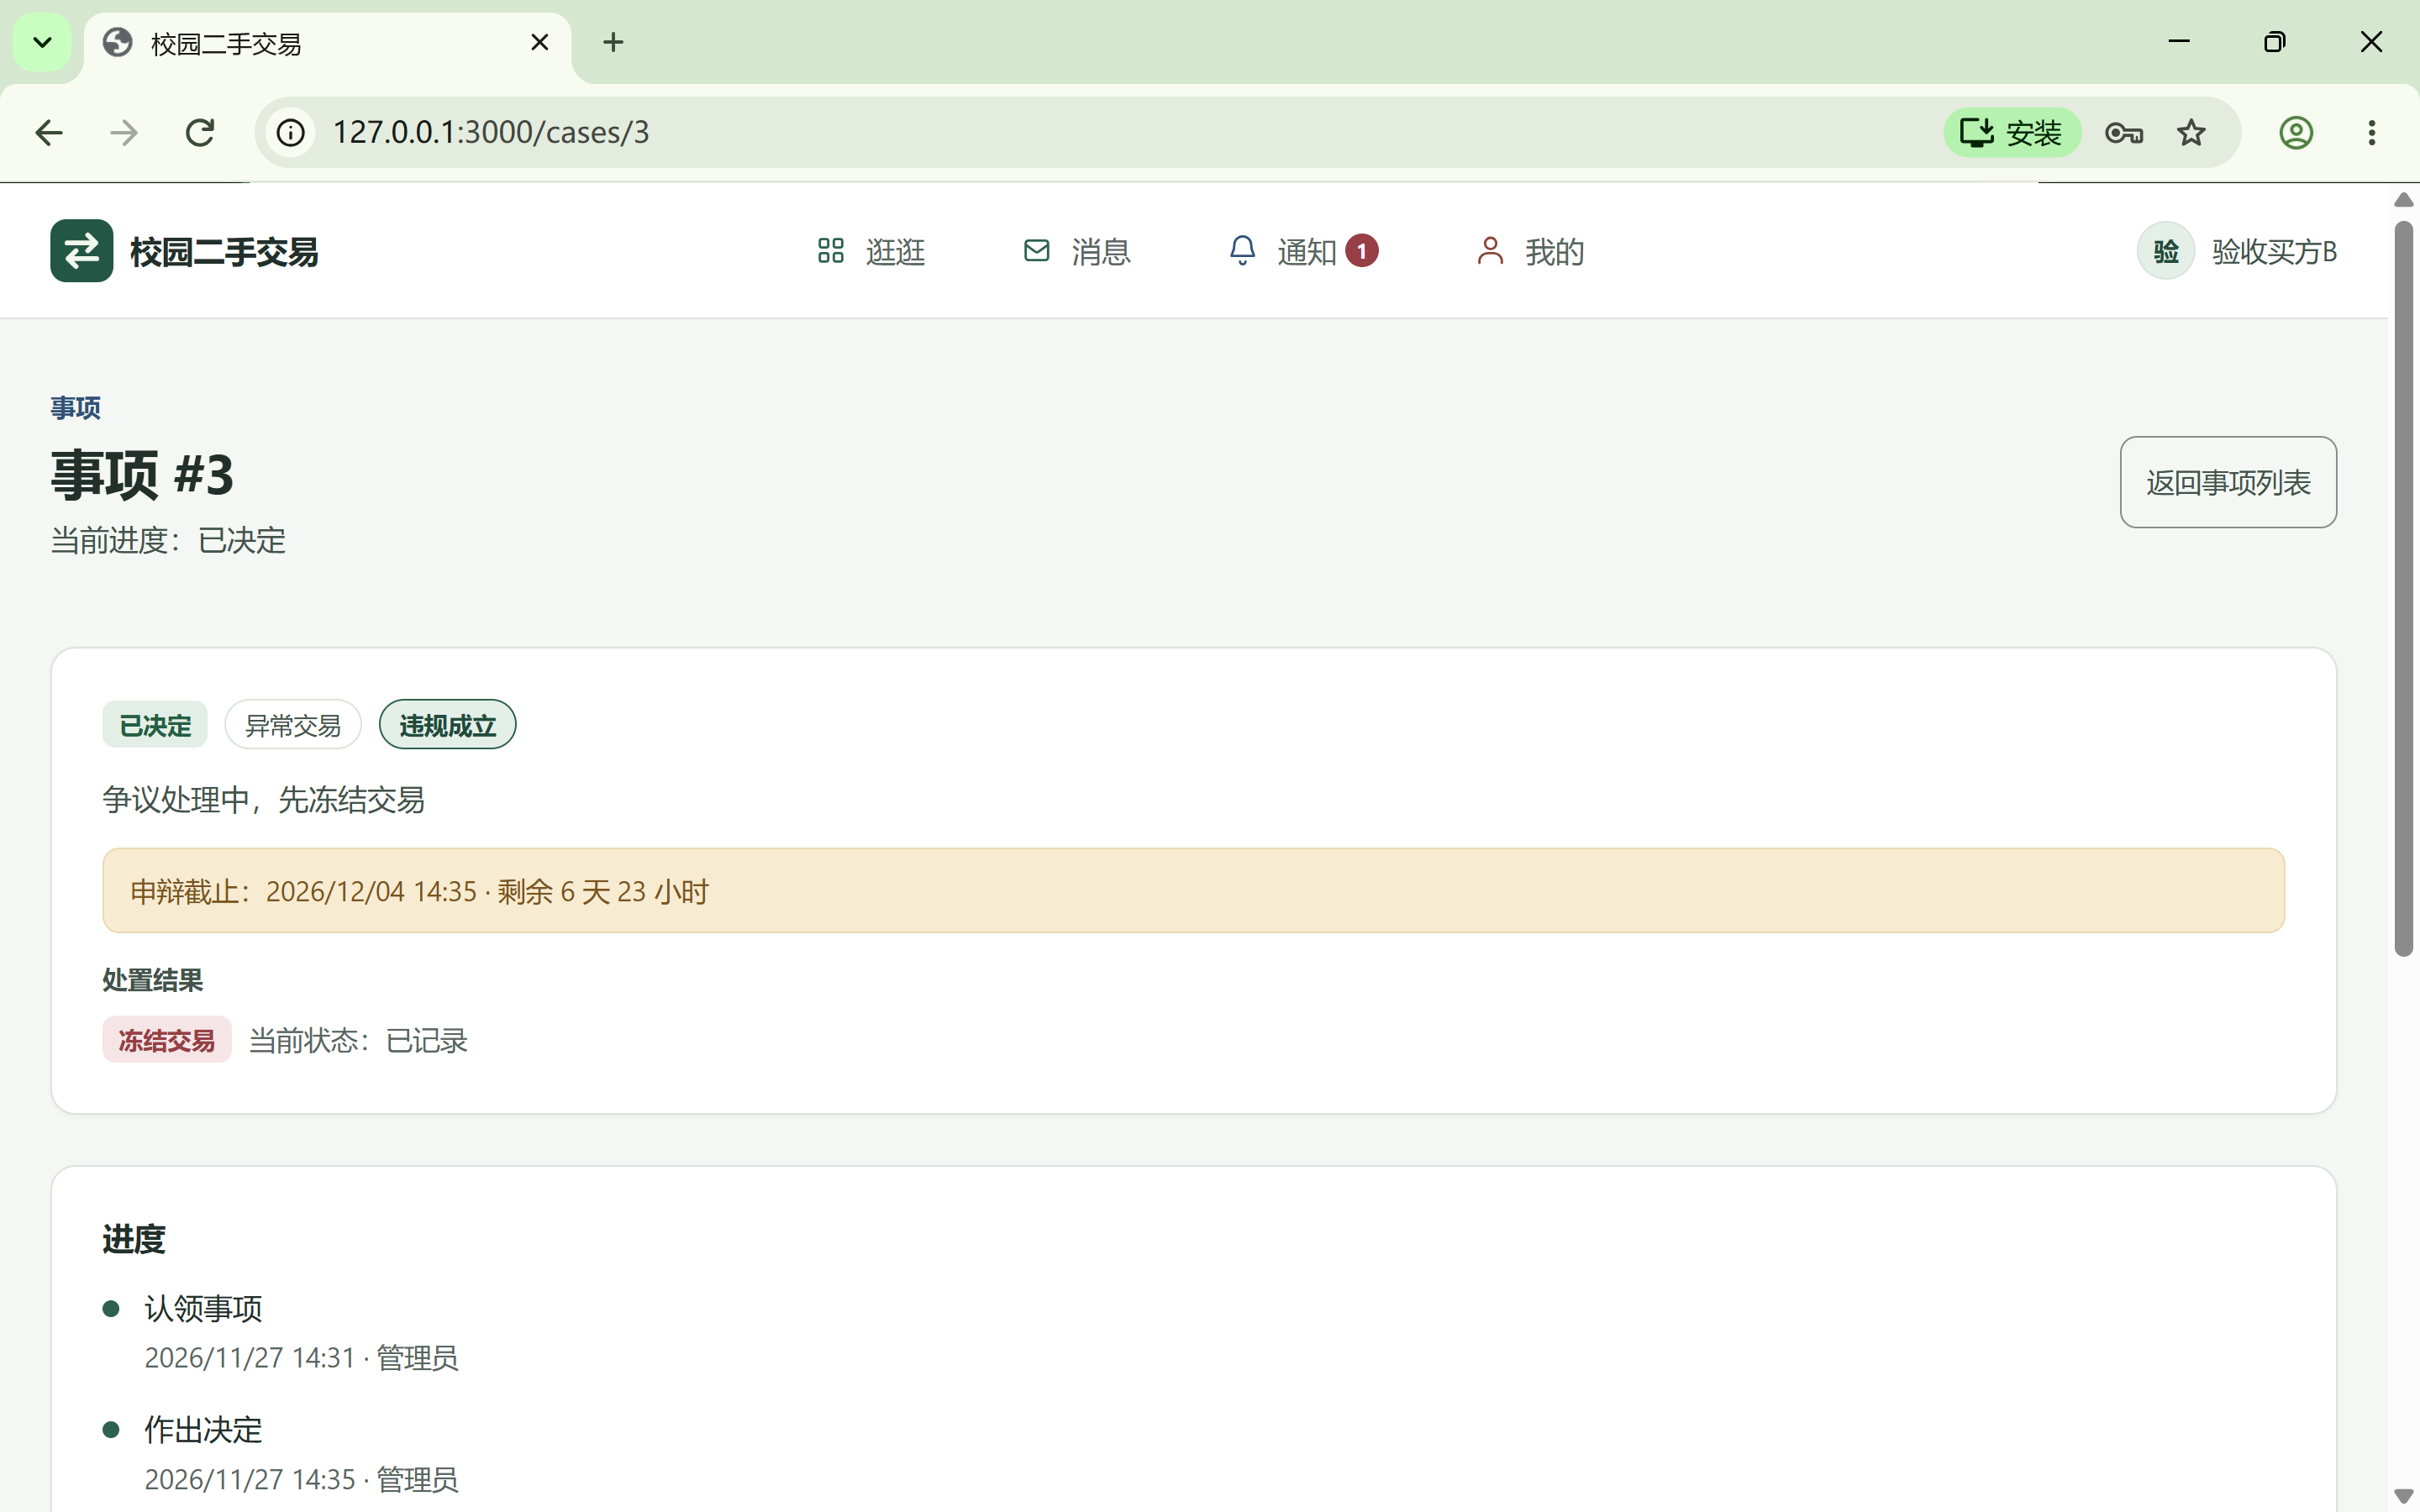 校园二手交易
127.0.0.1:3000/cases/3
安装
校园二手交易
逛逛
消息
通知 1
我的
验 验收买方B
事项
事项 #3
当前进度：已决定
返回事项列表
已决定 异常交易 违规成立
争议处理中，先冻结交易
申辩截止：2026/12/04 14:35 · 剩余 6 天 23 小时
处置结果
冻结交易 当前状态：已记录
进度
认领事项
2026/11/27 14:31 · 管理员
作出决定
2026/11/27 14:35 · 管理员